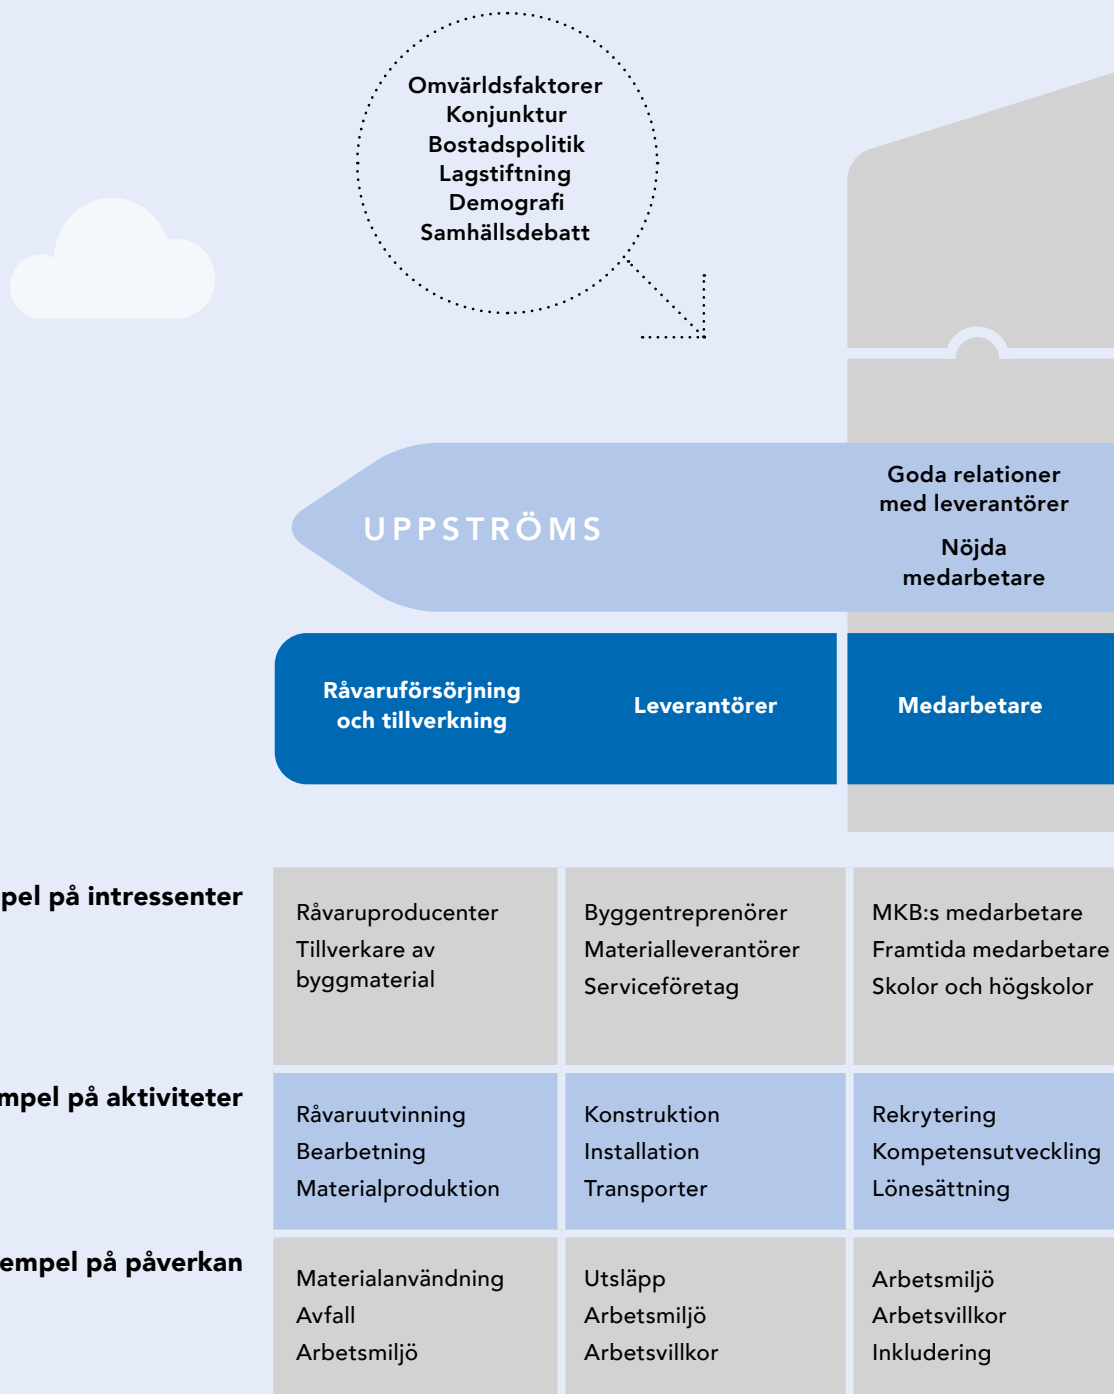 Omvärldsfaktorer
Konjunktur
Bostadspolitik
Lagstiftning
Demografi
Samhällsdebatt
UPPSTRÖMS
Goda relationer
med leverantörer
Nöjda
medarbetare
Råvaruförsörjning
och tillverkning
Leverantörer
Medarbetare
pel på intressenter
Råvaruproducenter
Tillverkare av
byggmaterial
Byggentreprenörer
Materialleverantörer
Serviceföretag
MKB:s medarbetare
Framtida medarbetare
Skolor och högskolor
mpel på aktiviteter
Råvaruutvinning
Bearbetning
Materialproduktion
Konstruktion
Installation
Transporter
Rekrytering
Kompetensutveckling
Lönesättning
empel på påverkan
Materialanvändning
Avfall
Arbetsmiljö
Utsläpp
Arbetsmiljö
Arbetsvillkor
Arbetsmiljö
Arbetsvillkor
Inkludering